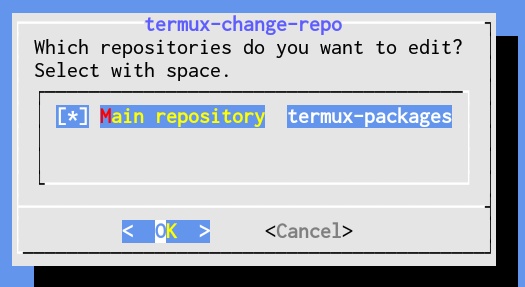 termux-change-repo
Which repositories do you want to edit?
Select with space.
[*] Main repository termux-packages
< OK > <Cancel>